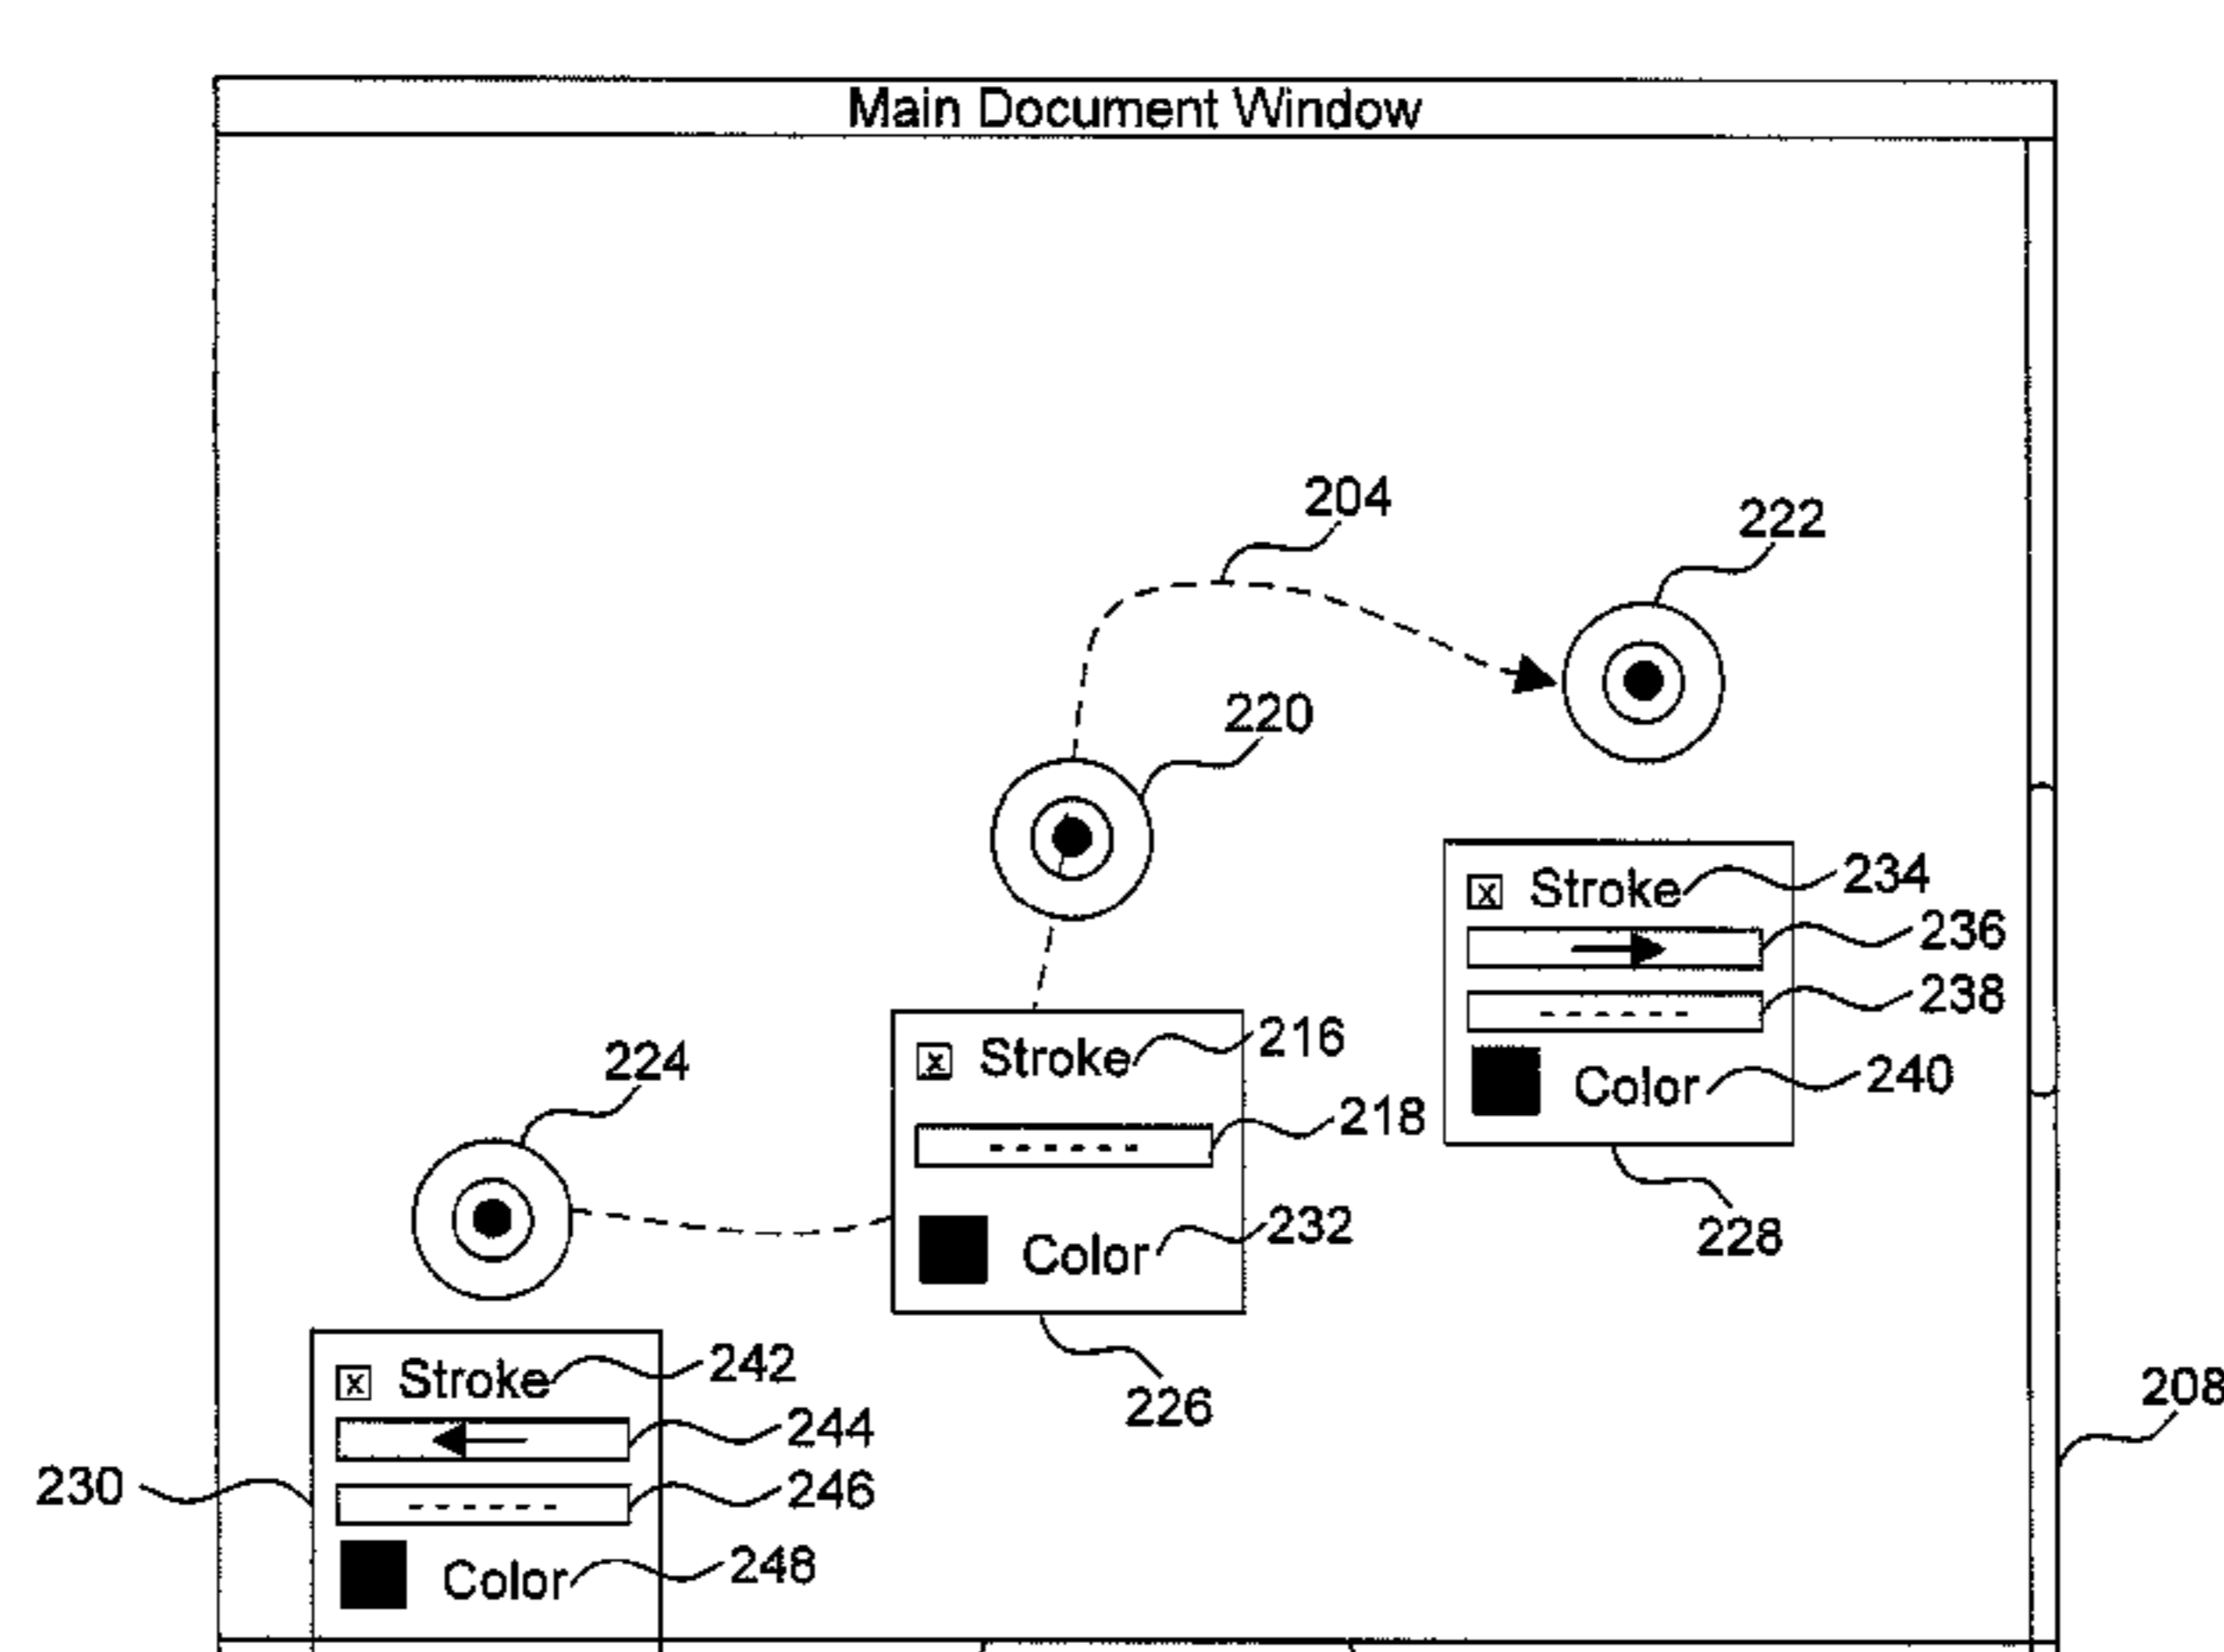 Main Document Window
204
222
220
Stroke 234
236
238
Color 240
228
224
Stroke 216
218
Color 232
226
Stroke 242
244
230
246
Color 248
208